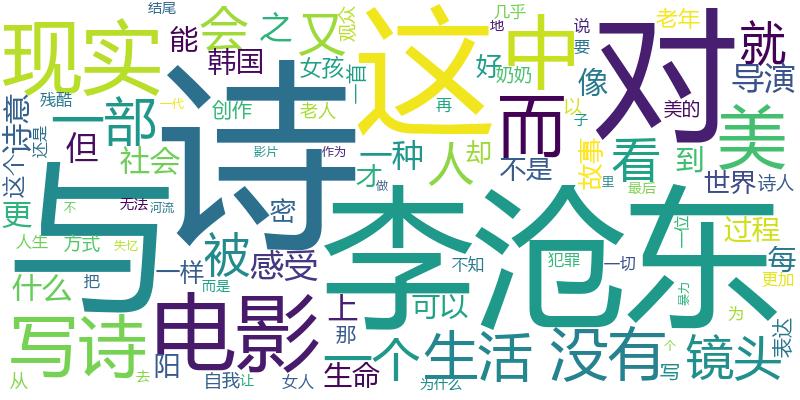 结尾
现实
能
会
之
又
观众
这
几乎
地
说
要
老年
就
韩国
女孩
一首
中
对
导演
残酷
这个诗意
还是
一部
但
诗
创作
老人
好
奶奶
再
像
以
子
美的
美
一代
社会
影片
作为
才
一种
人
却
而
不是
故事
看
到
里
世界
诗人
更
不
无法
河流
与
密
李沧东
最后
人生
方式
失忆
被
感受
做
不知
犯罪
一切
一位
过程
每
更加
什么
把
一样
而是
上
那
可以
暴力
为
表达
写诗
电影
阳
一个
生活
没有
个
写
镜头
从
去
自我
让
女人
生命
为什么